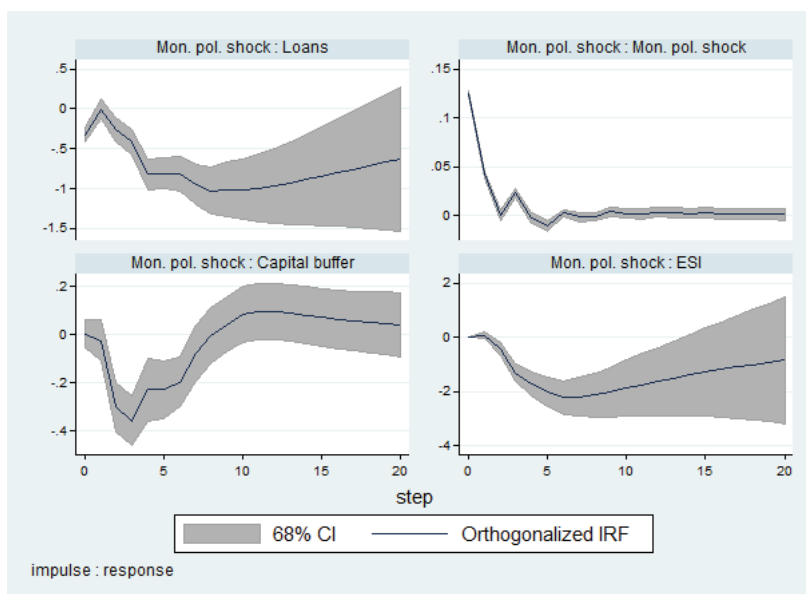 Mon. pol. shock : Loans
Mon. pol. shock : Mon. pol. shock
.5
0
-.5
-1
-1.5
.15
.1
.05
0
Mon. pol. shock : Capital buffer
Mon. pol. shock : ESI
.2
0
-.2
-.4
2
0
-2
-4
0 5 10 15 20
0 5 10 15 20
step
68% CI
Orthogonalized IRF
impulse : response